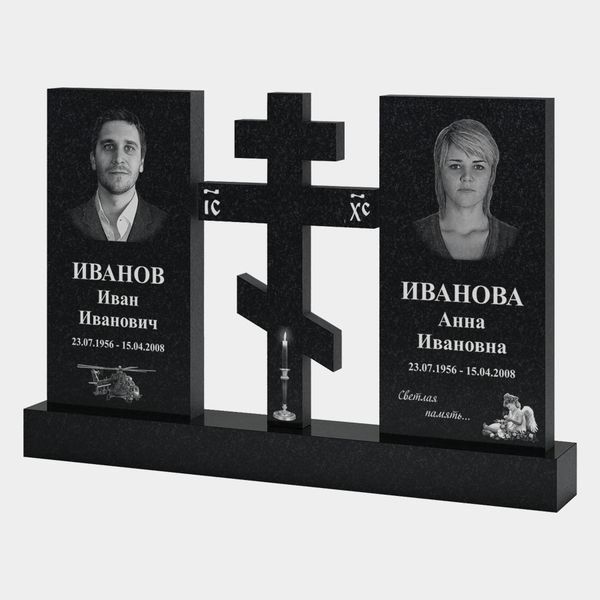 ИВАНОВ
Иван
Иванович
23.07.1956 - 15.04.2008
ІС
ХС
ИВАНОВА
Анна
Ивановна
23.07.1956 - 15.04.2008
Светлая
память...